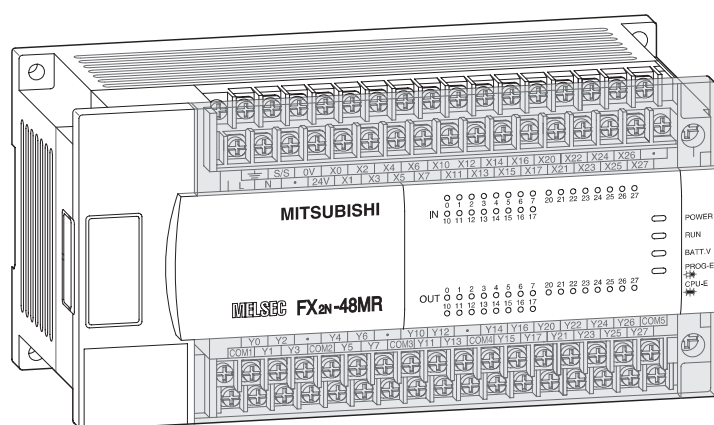 S/S 0V X0 X2 X4 X6 X10 X12 X14 X16 X20 X22 X24 X26 •
L N • 24V X1 X3 X5 X7 X11 X13 X15 X17 X21 X23 X25 X27
MITSUBISHI
IN
0 1 2 3 4 5 6 7 20 21 22 23 24 25 26 27
10 11 12 13 14 15 16 17
POWER
RUN
BATT.V
PROG-E
CPU-E
MELSEC FX2N-48MR
OUT
0 1 2 3 4 5 6 7 20 21 22 23 24 25 26 27
10 11 12 13 14 15 16 17
Y0 Y2 • Y4 Y6 • Y10 Y12 • Y14 Y16 Y20 Y22 Y24 Y26 COM5
COM1 Y1 Y3 COM2 Y5 Y7 COM3 Y11 Y13 COM4 Y15 Y17 Y21 Y23 Y25 Y27